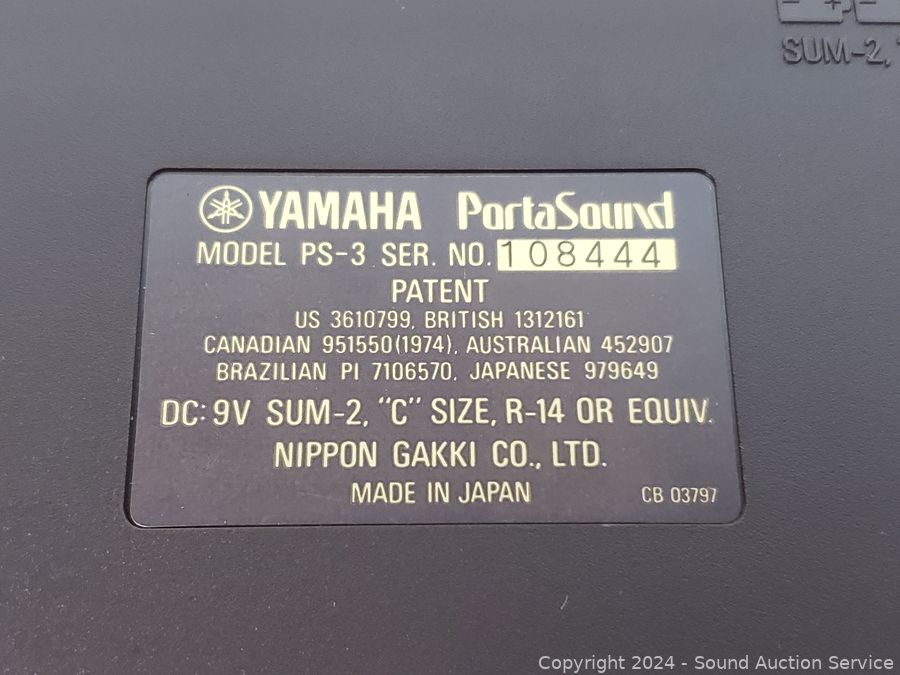 SUM-2,
YAMAHA PortaSound
MODEL PS-3 SER. NO. 108444
PATENT
US 3610799, BRITISH 1312161
CANADIAN 951550(1974), AUSTRALIAN 452907
BRAZILIAN PI 7106570, JAPANESE 979649
DC: 9V SUM-2, "C" SIZE, R-14 OR EQUIV.
NIPPON GAKKI CO., LTD.
MADE IN JAPAN CB 03797
Copyright 2024 - Sound Auction Service